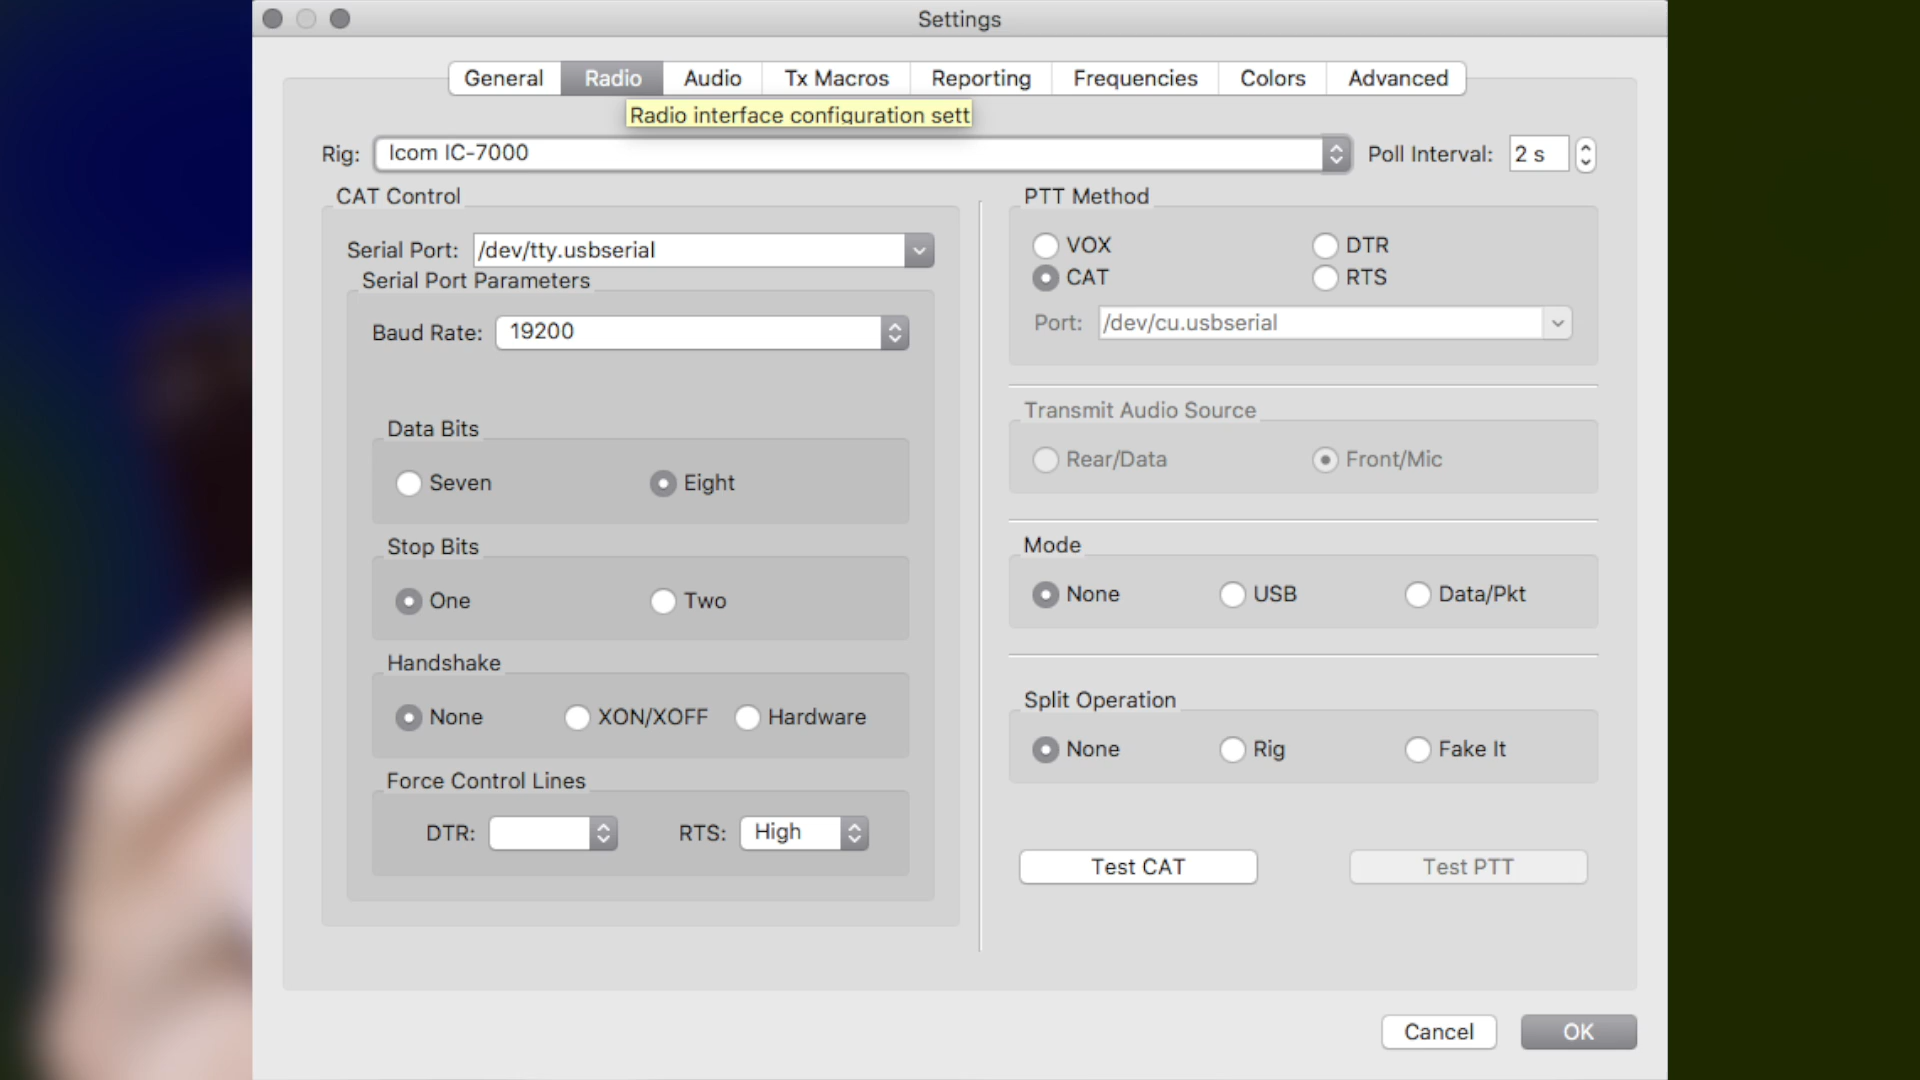 Settings
General Radio Audio Tx Macros Reporting Frequencies Colors Advanced
Radio interface configuration sett
Rig: Icom IC-7000 Poll Interval: 2 s
CAT Control
Serial Port: /dev/tty.usbserial
Serial Port Parameters
Baud Rate: 19200
Data Bits
Seven Eight
Stop Bits
One Two
Handshake
None XON/XOFF Hardware
Force Control Lines
DTR: RTS: High
PTT Method
VOX DTR
CAT RTS
Port: /dev/cu.usbserial
Transmit Audio Source
Rear/Data Front/Mic
Mode
None USB Data/Pkt
Split Operation
None Rig Fake It
Test CAT Test PTT
Cancel OK